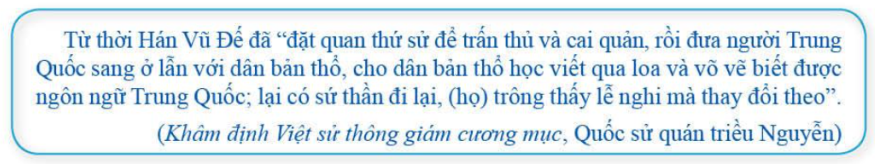 Từ thời Hán Vũ Đế đã “đặt quan thứ sử để trấn thủ và cai quản, rồi đưa người Trung
Quốc sang ở lẫn với dân bản thổ, cho dân bản thổ học viết qua loa và võ vẽ biết được
ngôn ngữ Trung Quốc; lại có sứ thần đi lại, (họ) trông thấy lễ nghi mà thay đổi theo”.
(Khâm định Việt sử thông giám cương mục, Quốc sử quán triều Nguyễn)